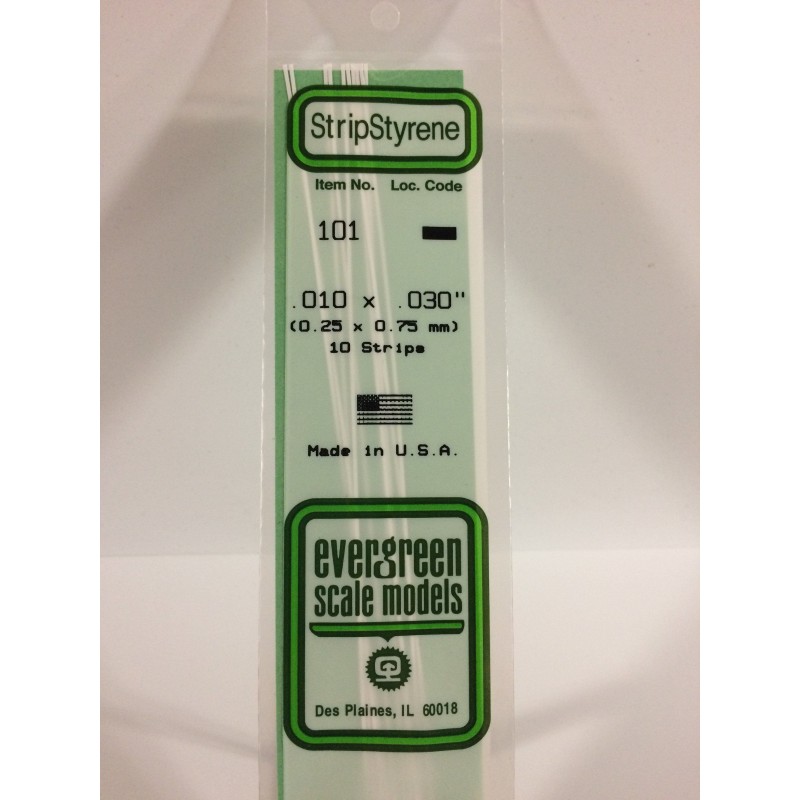 StripStyrene
Item No. Loc. Code
101
.010 x .030"
(0.25 x 0.75 mm)
10 Strips
Made in U.S.A.
evergreen
scale models
Des Plaines, IL 60018